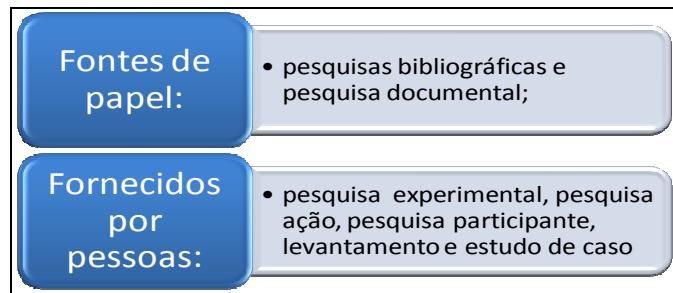 Fontes de
papel:
• pesquisas bibliográficas e
pesquisa documental;
Fornecidos
por
pessoas:
• pesquisa experimental, pesquisa
ação, pesquisa participante,
levantamento e estudo de caso